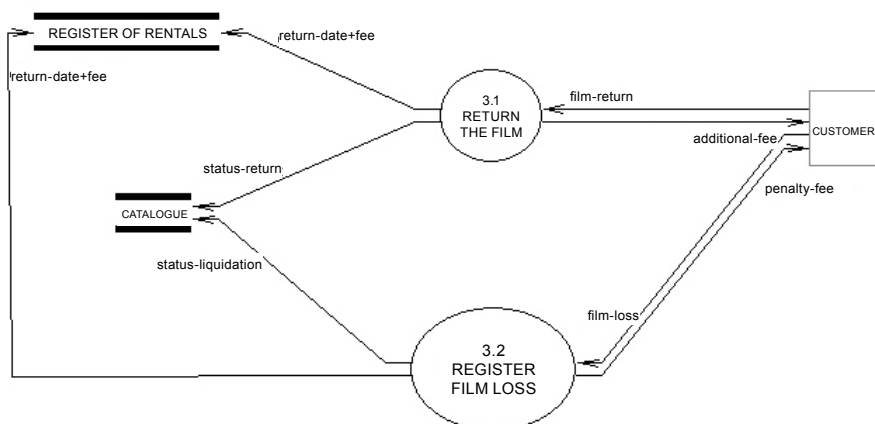 REGISTER OF RENTALS
return-date+fee
return-date+fee
3.1
RETURN
THE FILM
film-return
CUSTOMER
additional-fee
status-return
penalty-fee
CATALOGUE
status-liquidation
film-loss
3.2
REGISTER
FILM LOSS